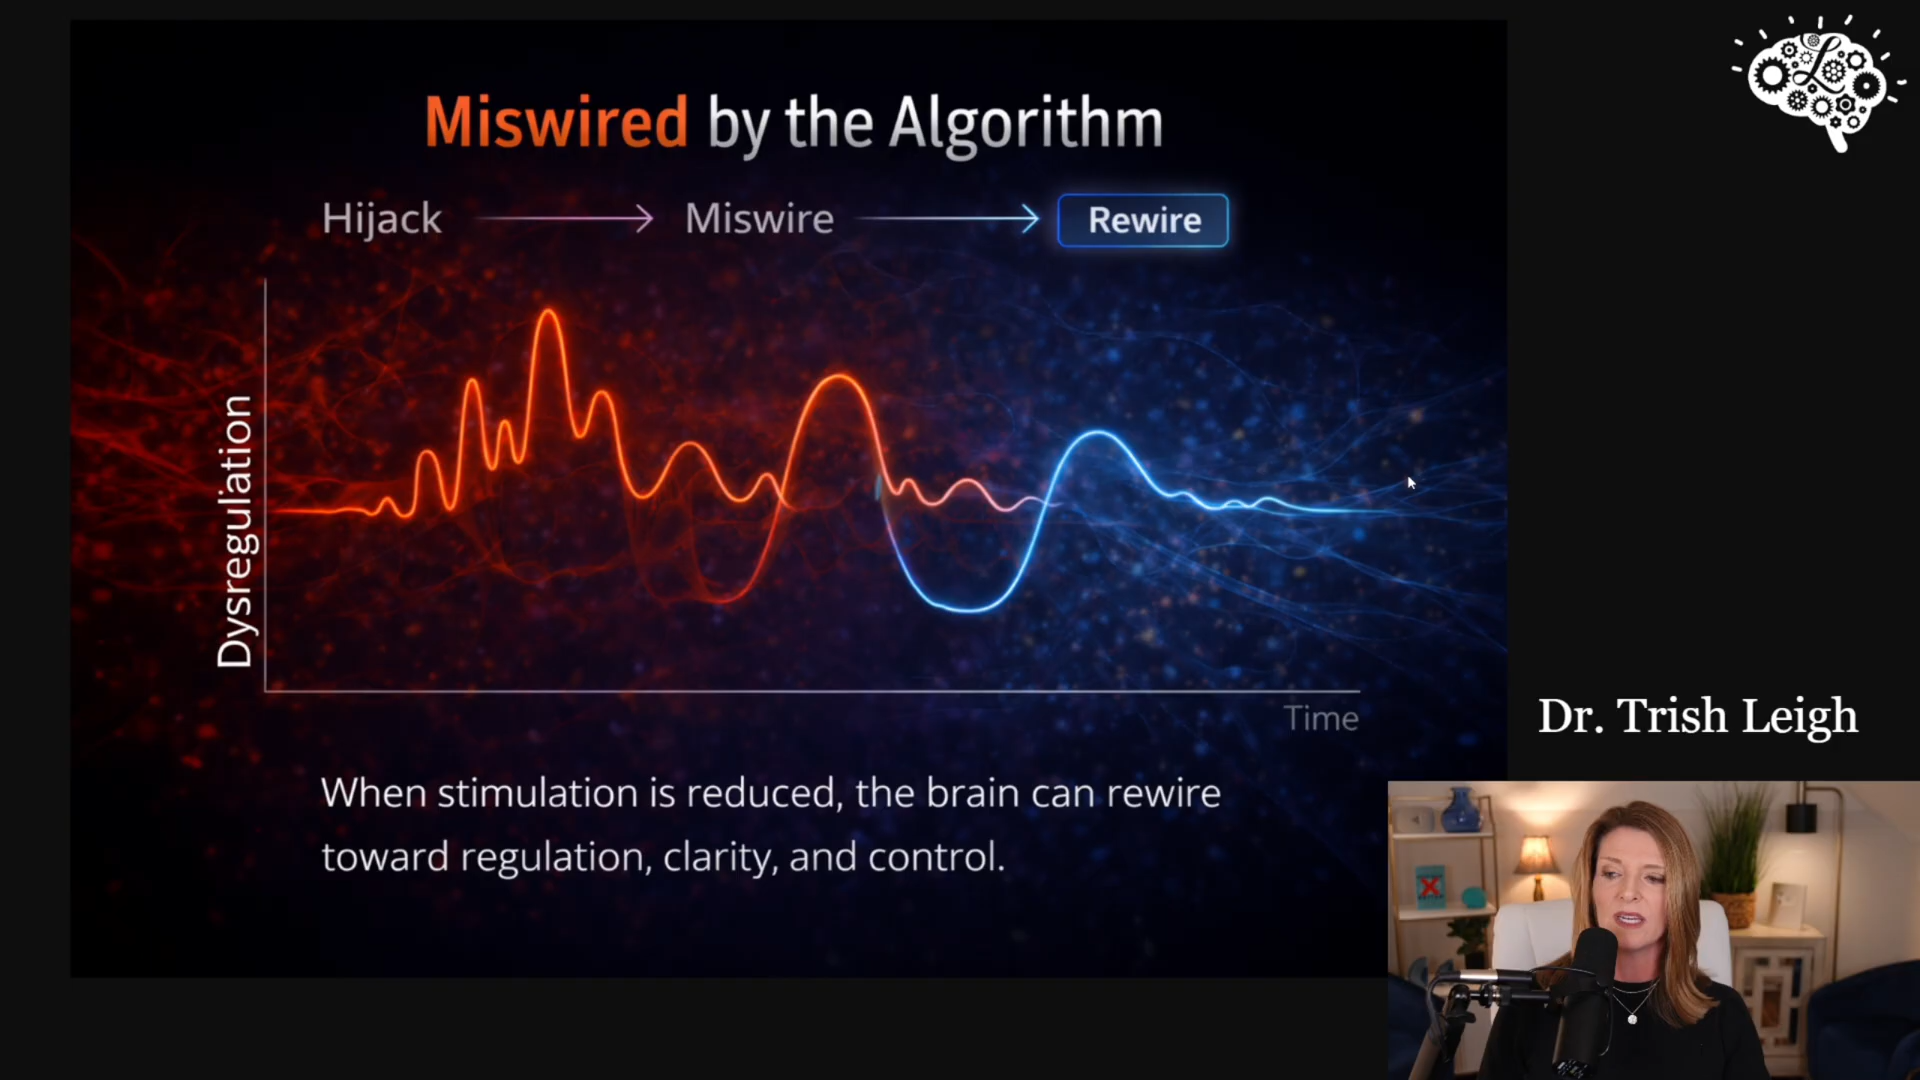 Miswired by the Algorithm
Hijack
Miswire
Rewire
Dysregulation
Time
When stimulation is reduced, the brain can rewire
toward regulation, clarity, and control.
Dr. Trish Leigh